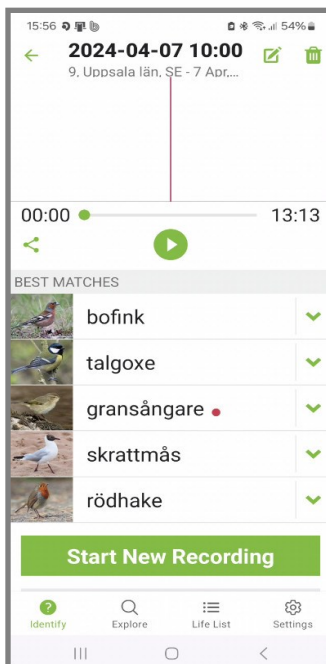 15:56
54%
2024-04-07 10:00
9, Uppsala län, SE - 7 Apr,...
00:00
13:13
BEST MATCHES
bofink
talgoxe
gransångare
skrattmås
rödhake
Start New Recording
Identify
Explore
Life List
Settings